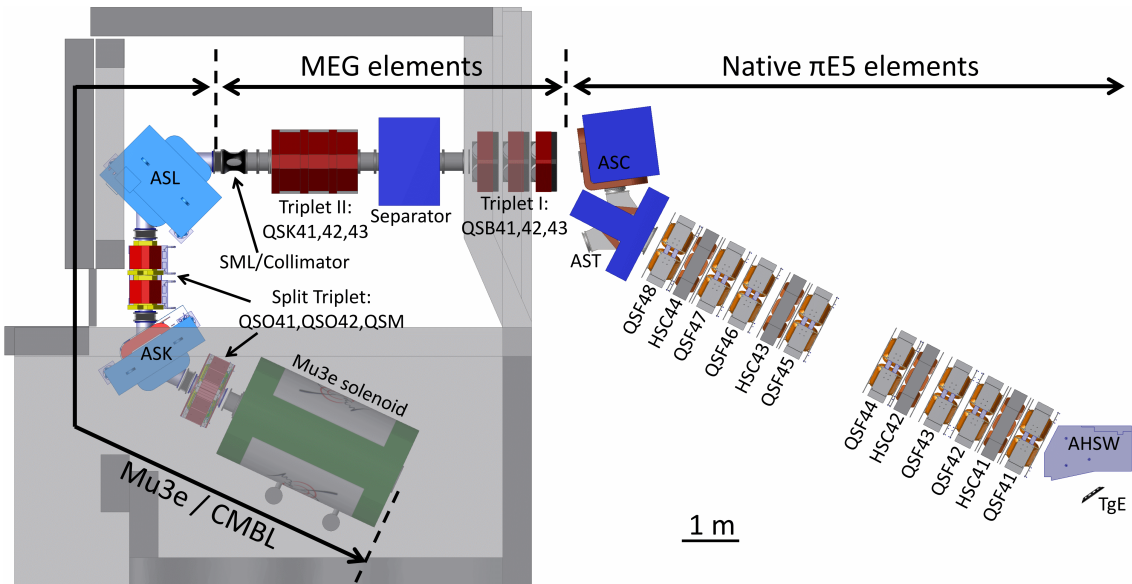 MEG elements
Native πE5 elements
ASL
ASC
Triplet II:
QSK41,42,43
Separator
Triplet I:
QSB41,42,43
SML/Collimator
AST
Split Triplet:
QSO41,QSO42,QSM
ASK
Mu3e solenoid
QSF48
HSC44
QSF47
QSF46
HSC43
QSF45
QSF44
HSC42
QSF43
QSF42
HSC41
QSF41
AHSW
TgE
Mu3e / CMBL
1 m